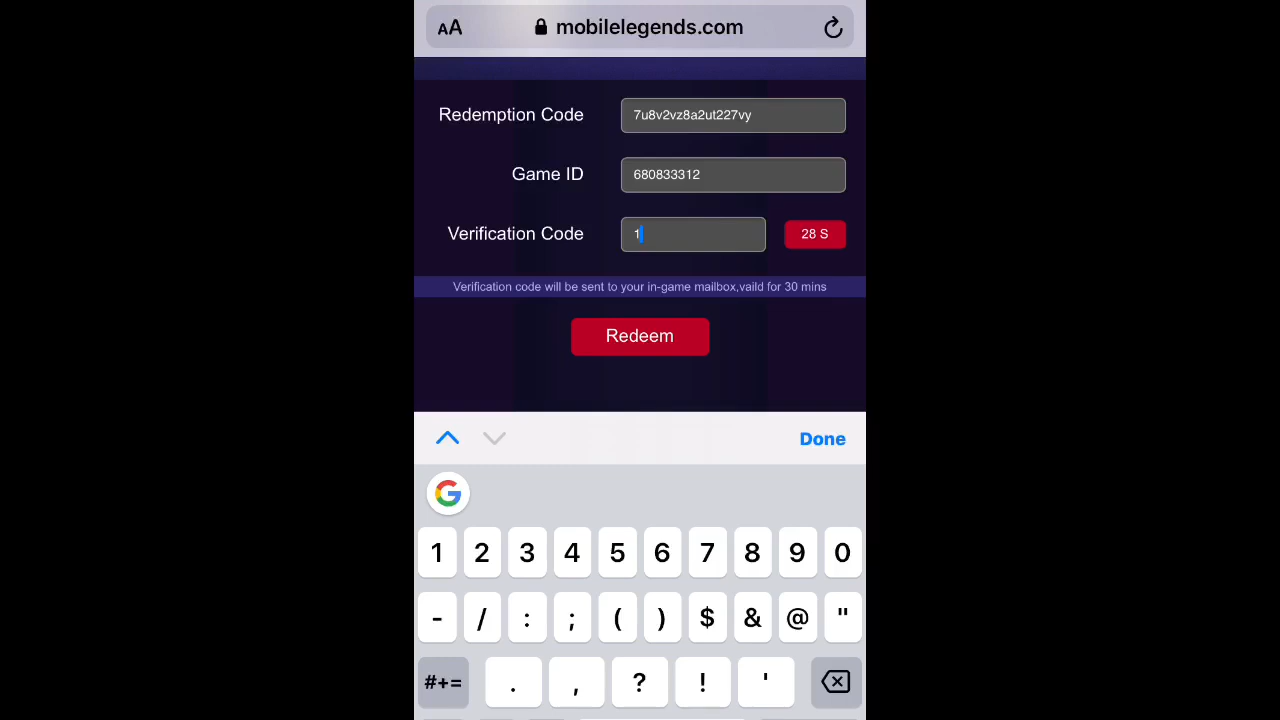 AA mobilelegends.com
Redemption Code 7u8v2vz8a2ut227vy
Game ID 680833312
Verification Code 1 28 S
Verification code will be sent to your in-game mailbox,vaild for 30 mins
Redeem
Done
G
1 2 3 4 5 6 7 8 9 0
- / : ; ( ) $ & @ "
#+= . , ? ! '